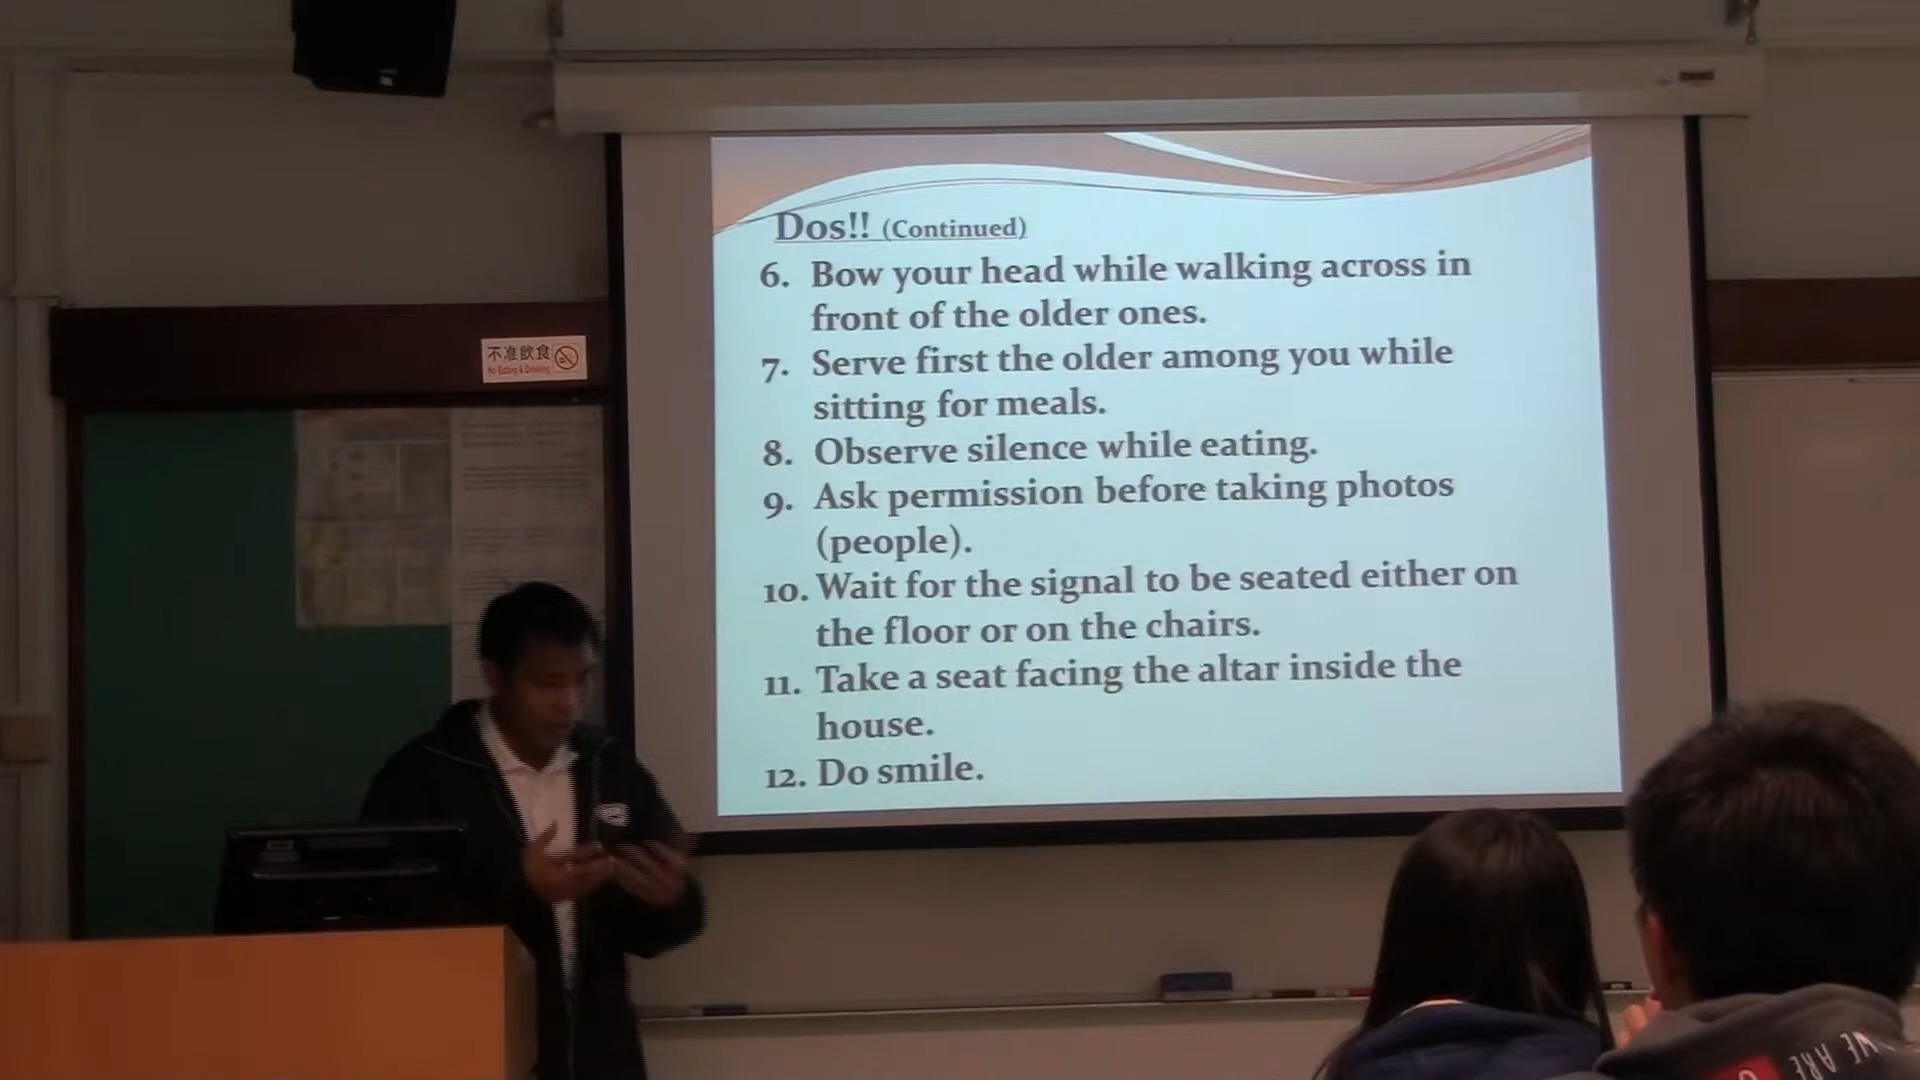 Dos!! (Continued)
6. Bow your head while walking across in
front of the older ones.
7. Serve first the older among you while
sitting for meals.
8. Observe silence while eating.
9. Ask permission before taking photos
(people).
10. Wait for the signal to be seated either on
the floor or on the chairs.
11. Take a seat facing the altar inside the
house.
12. Do smile.
不准飲食
No Eating & Drinking
WE ARE